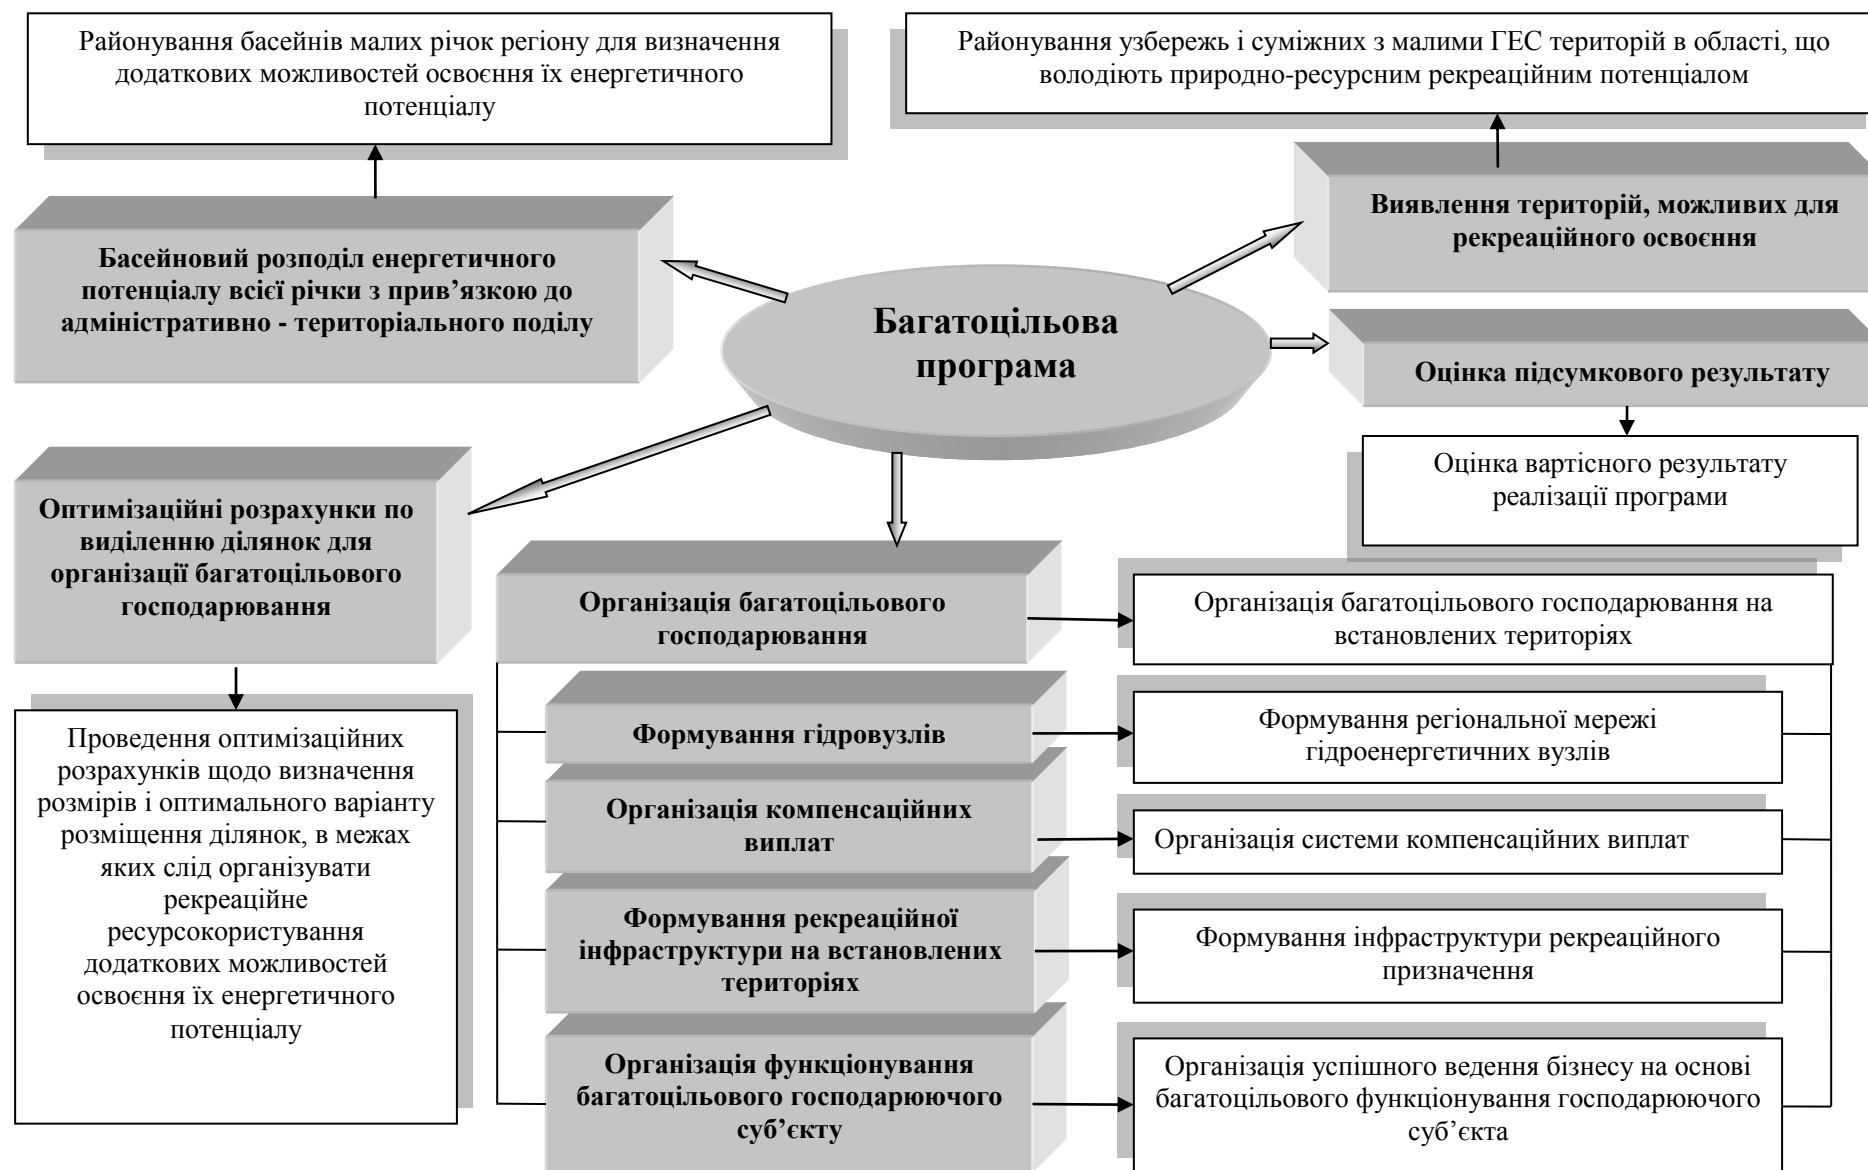 Районування басейнів малих річок регіону для визначення
додаткових можливостей освоєння їх енергетичного
потенціалу
Районування узбережь і суміжних з малими ГЕС територій в області, що
володіють природно-ресурсним рекреаційним потенціалом
Басейновий розподіл енергетичного
потенціалу всієї річки з прив’язкою до
адміністративно - територіального поділу
Багатоцільова
програма
Виявлення територій, можливих для
рекреаційного освоєння
Оцінка підсумкового результату
Оцінка вартісного результату
реалізації програми
Оптимізаційні розрахунки по
виділенню ділянок для
організації багатоцільового
господарювання
Проведення оптимізаційних
розрахунків щодо визначення
розмірів і оптимального варіанту
розміщення ділянок, в межах
яких слід організувати
рекреаційне
ресурсокористування
додаткових можливостей
освоєння їх енергетичного
потенціалу
Організація багатоцільового
господарювання
Організація багатоцільового господарювання на
встановлених територіях
Формування гідровузлів
Формування регіональної мережі
гідроенергетичних вузлів
Організація компенсаційних
виплат
Організація системи компенсаційних виплат
Формування рекреаційної
інфраструктури на встановлених
територіях
Формування інфраструктури рекреаційного
призначення
Організація функціонування
багатоцільового господарюючого
суб’єкту
Організація успішного ведення бізнесу на основі
багатоцільового функціонування господарюючого
суб’єкта